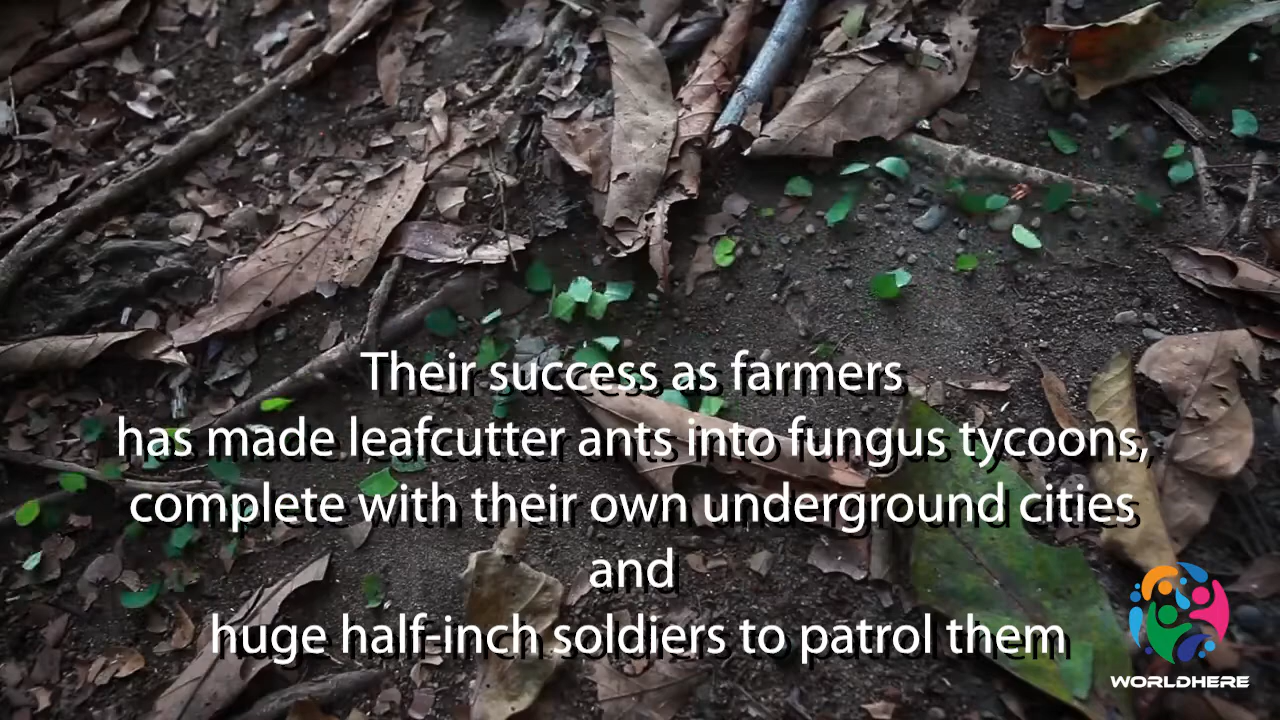 Their success as farmers
has made leafcutter ants into fungus tycoons,
complete with their own underground cities
and
huge half-inch soldiers to patrol them
WORLDHERE